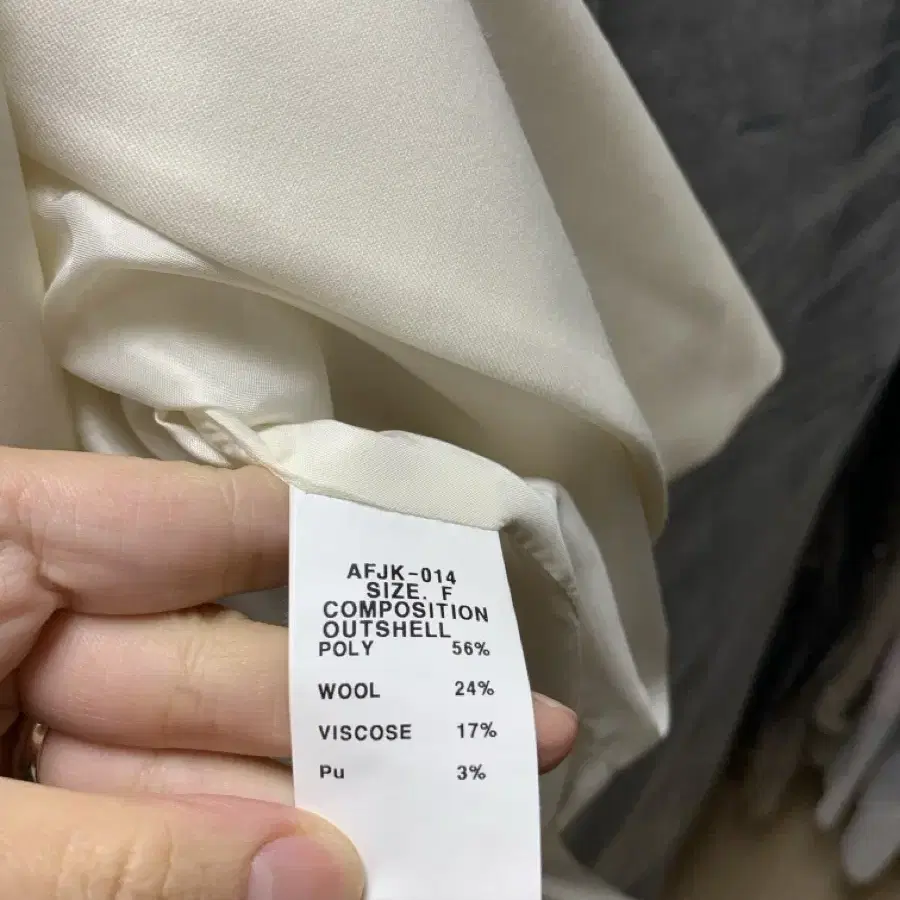 AFJK-014
SIZE. F
COMPOSITION
OUTSHELL
POLY 56%
WOOL 24%
VISCOSE 17%
Pu 3%